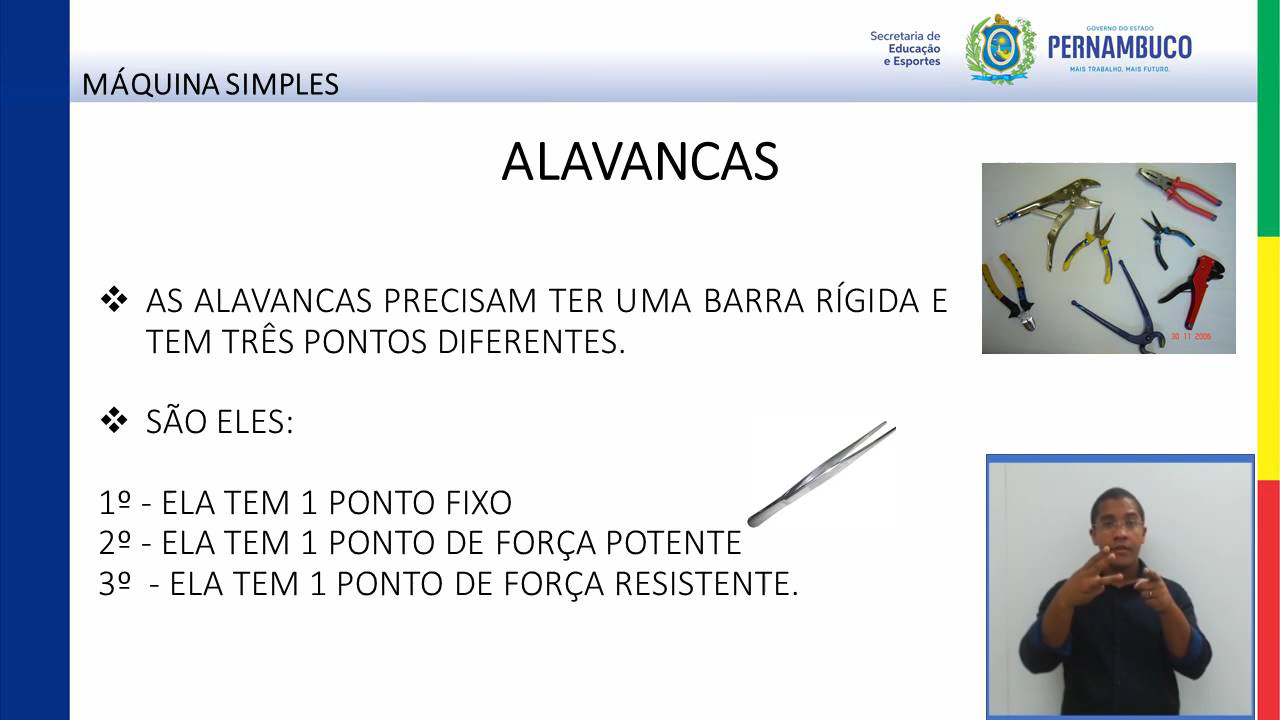 Secretaria de
Educação
e Esportes
GOVERNO DO ESTADO
PERNAMBUCO
MAIS TRABALHO, MAIS FUTURO.
MÁQUINA SIMPLES
ALAVANCAS
❖ AS ALAVANCAS PRECISAM TER UMA BARRA RÍGIDA E
TEM TRÊS PONTOS DIFERENTES.
❖ SÃO ELES:
1º - ELA TEM 1 PONTO FIXO
2º - ELA TEM 1 PONTO DE FORÇA POTENTE
3º - ELA TEM 1 PONTO DE FORÇA RESISTENTE.
30 11 2006